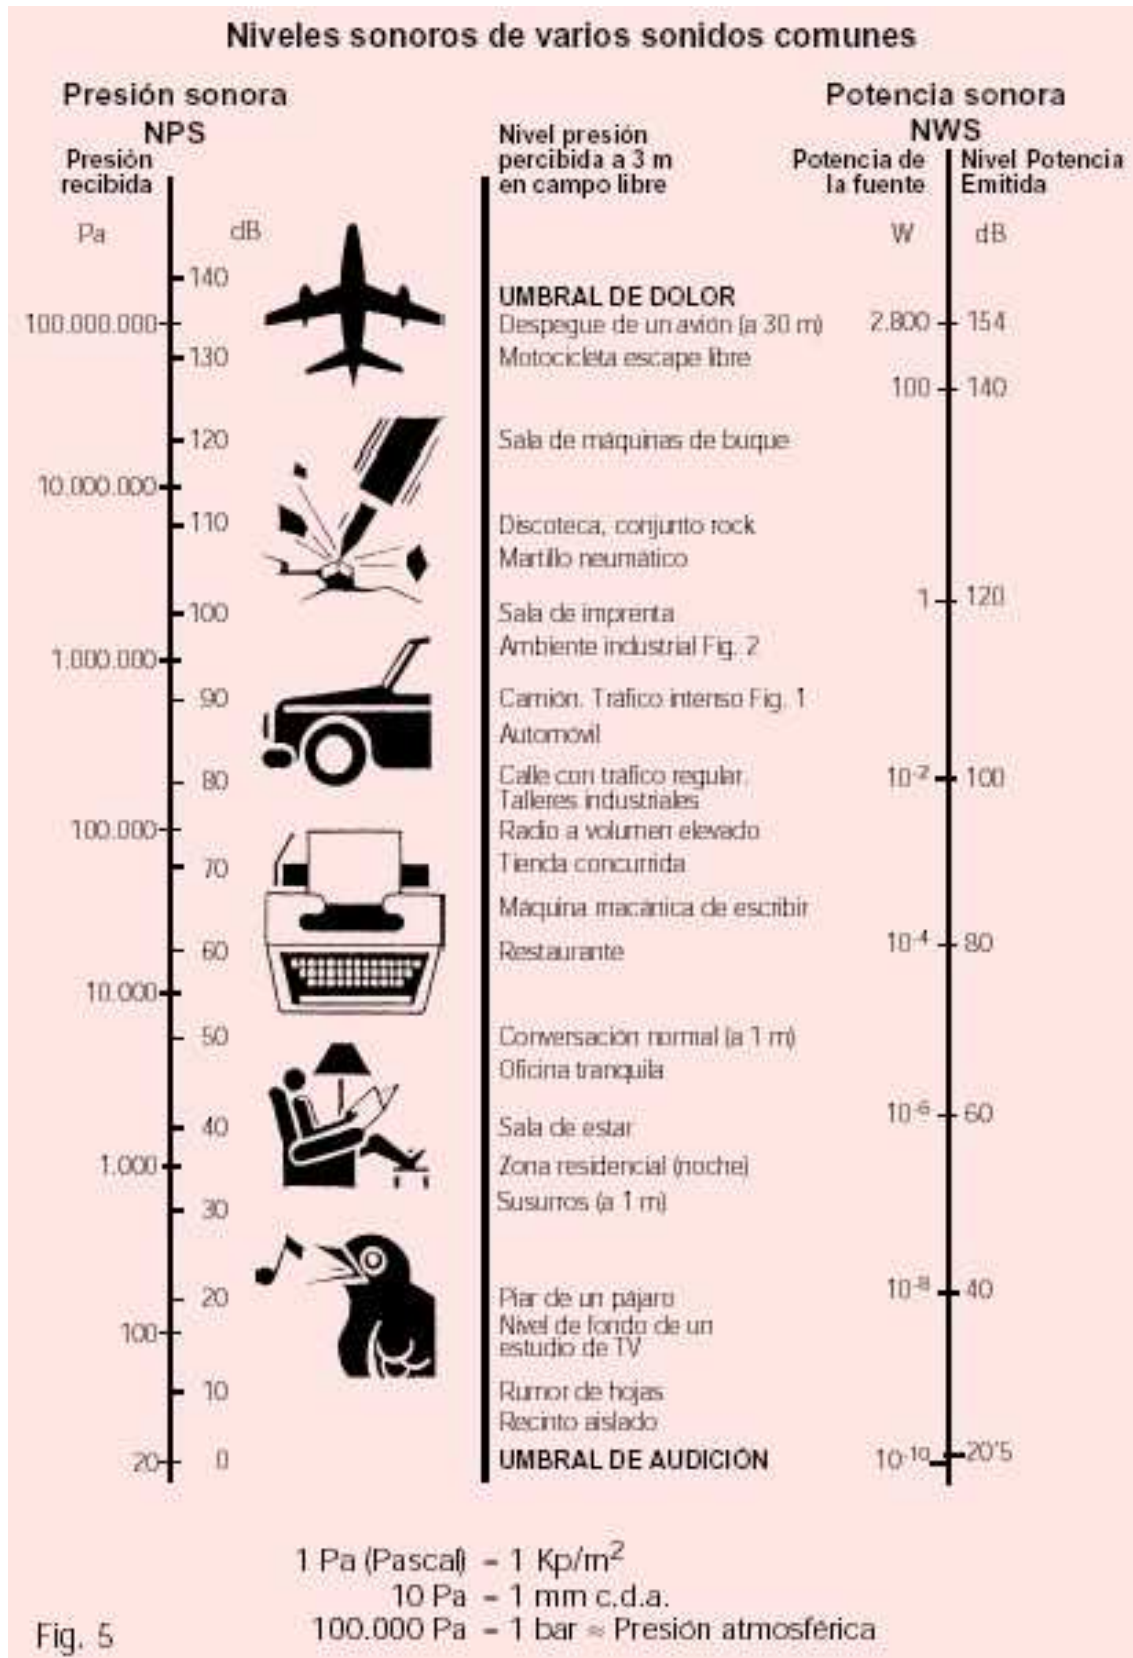 Niveles sonoros de varios sonidos comunes
Presión sonora
NPS
Presión
recibida
Pa
dB
Nivel presión
percibida a 3 m
en campo libre
Potencia sonora
NWS
Potencia de
la fuente
Nivel Potencia
Emitida
W
dB
140
UMBRAL DE DOLOR
100.000.000
Despegue de un avión (a 30 m)
2.800
154
130
Motocicleta escape libre
100
140
120
Sala de máquinas de buque
10.000.000
110
Discoteca, conjunto rock
Martillo neumático
1
120
100
Sala de imprenta
Ambiente industrial Fig. 2
1.000.000
90
Camión. Tráfico intenso Fig. 1
Automóvil
80
Calle con tráfico regular.
10⁻²
100
Talleres industriales
100.000
Radio a volumen elevado
70
Tienda concurrida
Máquina macánica de escribir
60
Restaurante
10⁻⁴
80
10.000
50
Conversación normal (a 1 m)
Oficina tranquila
10⁻⁶
60
40
Sala de estar
1.000
Zona residencial (noche)
30
Susurros (a 1 m)
20
Piar de un pájaro
10⁻⁸
40
100
Nivel de fondo de un
estudio de TV
10
Rumor de hojas
Recinto aislado
20
0
UMBRAL DE AUDICIÓN
10⁻¹⁰
20'5
1 Pa (Pascal) = 1 Kp/m²
10 Pa = 1 mm c.d.a.
100.000 Pa = 1 bar ≈ Presión atmosférica
Fig. 5